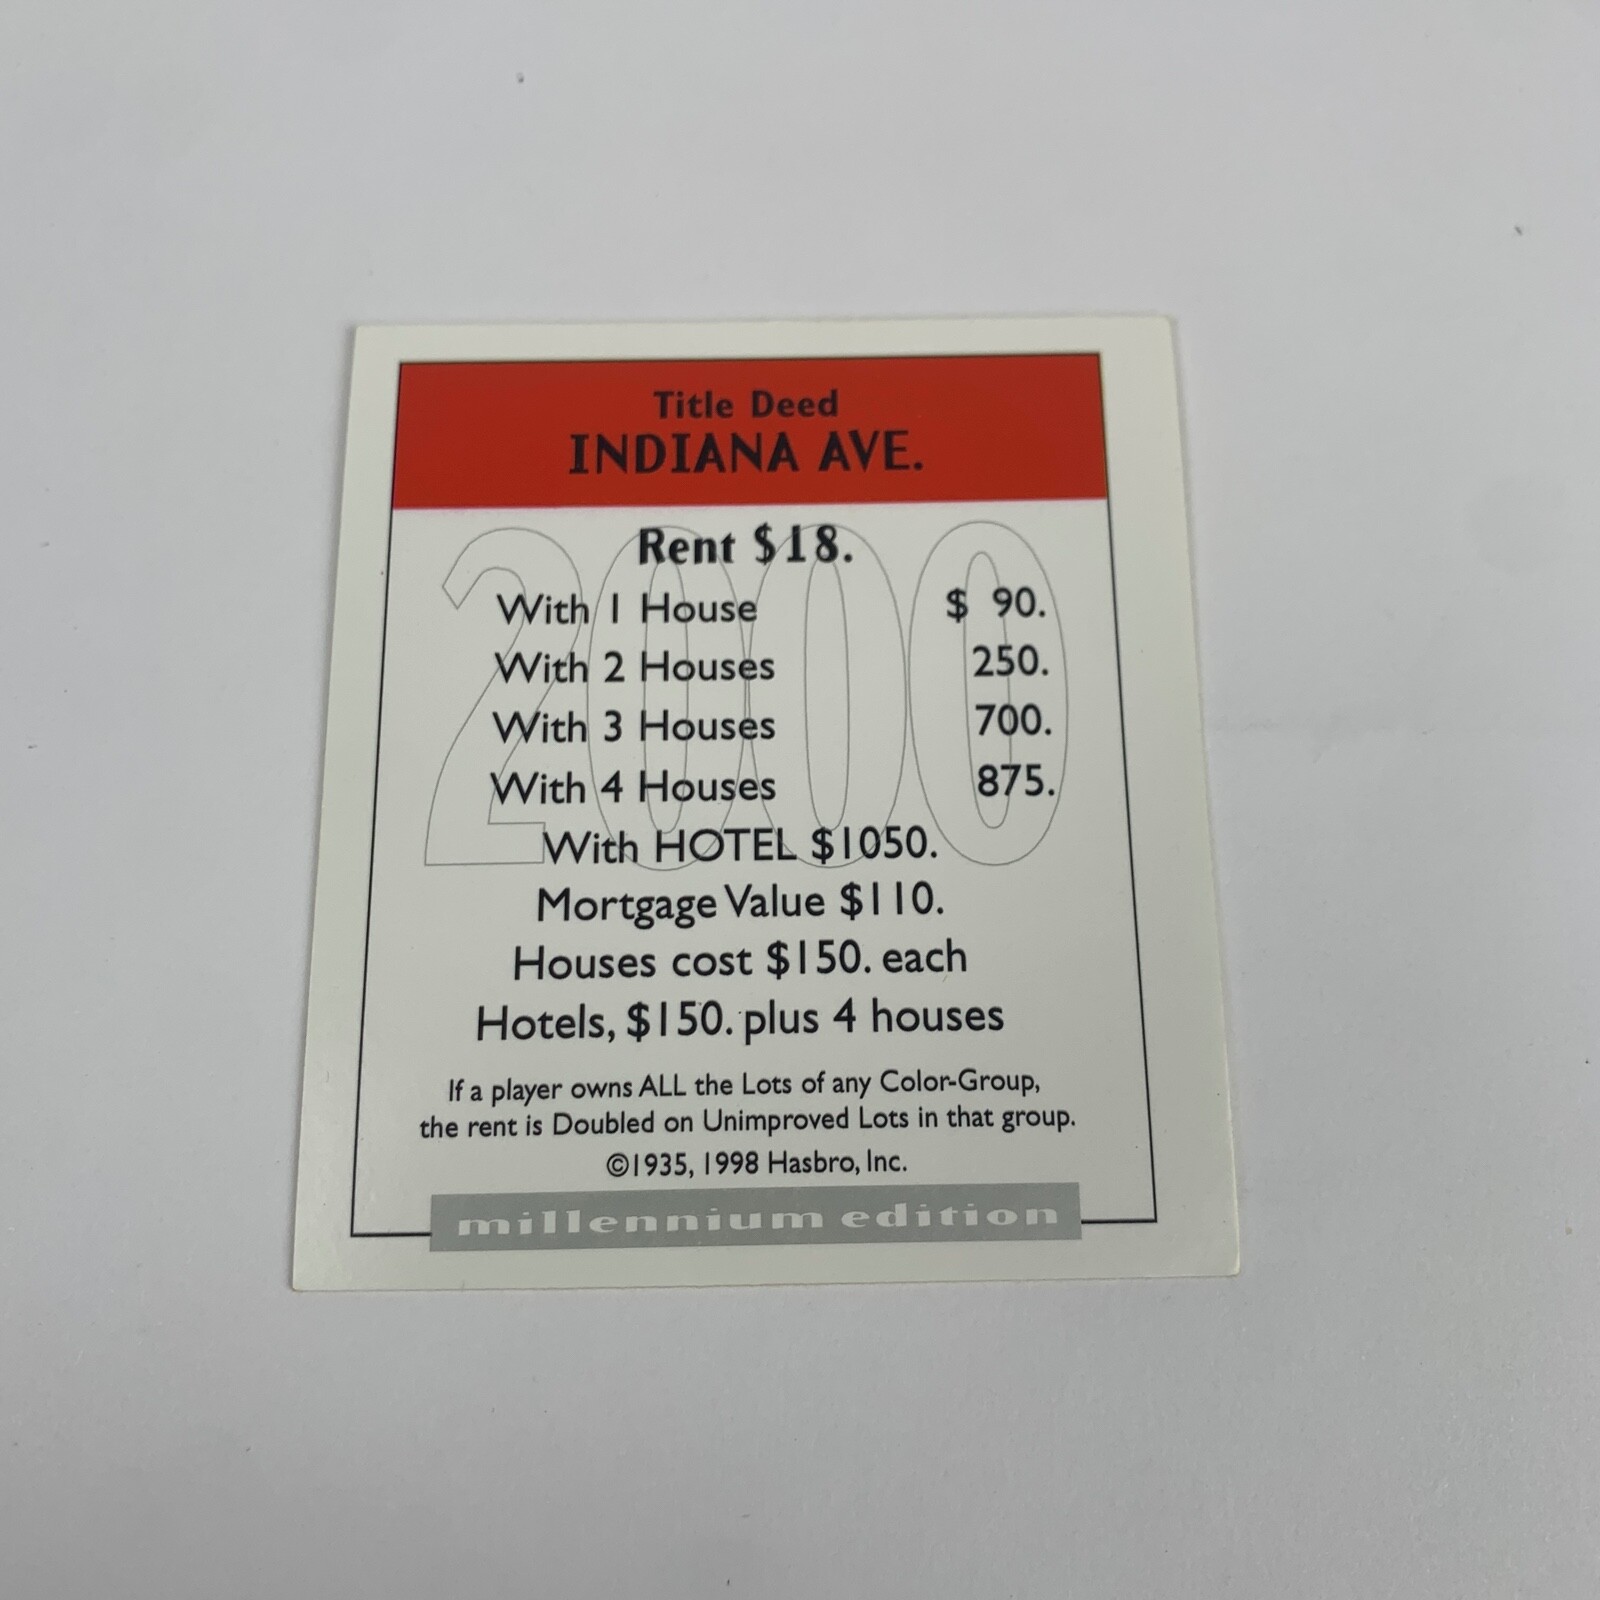 Title Deed
INDIANA AVE.
2000
Rent $18.
With 1 House $ 90.
With 2 Houses 250.
With 3 Houses 700.
With 4 Houses 875.
With HOTEL $1050.
Mortgage Value $110.
Houses cost $150. each
Hotels, $150. plus 4 houses
If a player owns ALL the Lots of any Color-Group,
the rent is Doubled on Unimproved Lots in that group.
©1935, 1998 Hasbro, Inc.
millennium edition